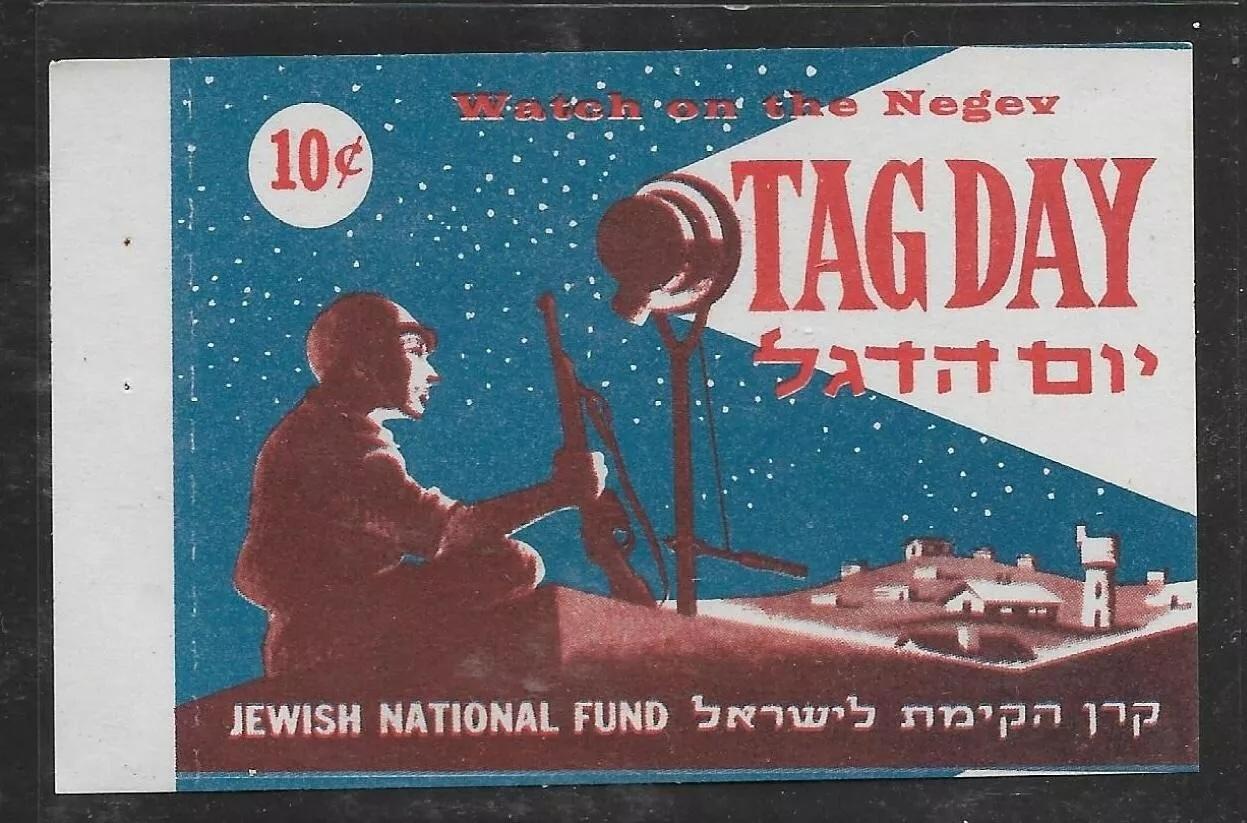 Watch on the Negev
10¢
TAG DAY
יום הדגל
JEWISH NATIONAL FUND קרן הקימת לישראל